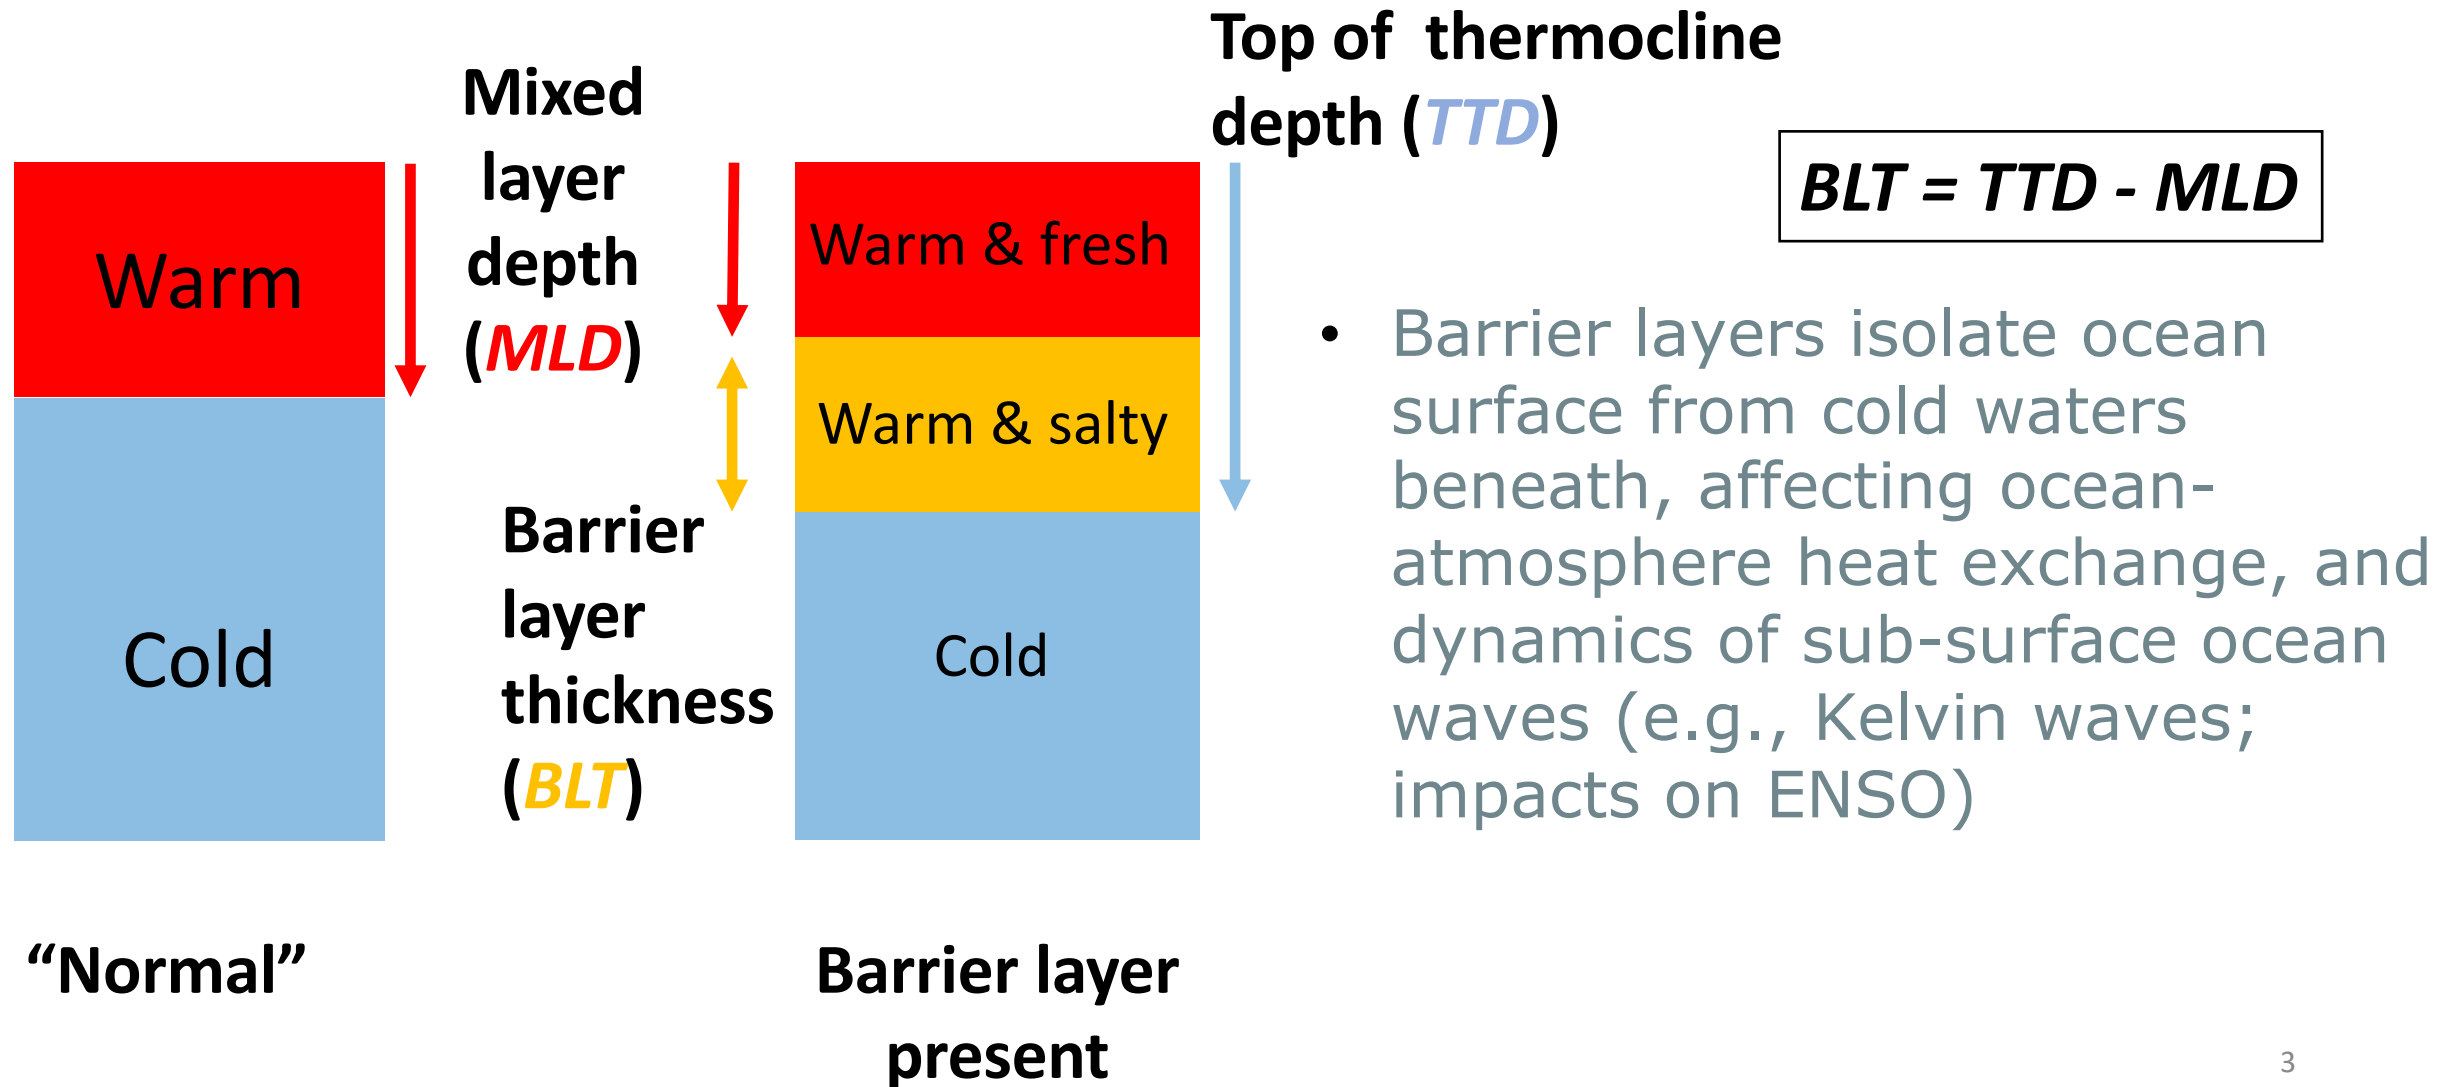 Top of  thermocline
depth (TTD)
Mixed
layer
depth
(MLD)
BLT = TTD - MLD
Warm
Cold
Warm & fresh
Warm & salty
Cold
Barrier
layer
thickness
(BLT)
• Barrier layers isolate ocean
surface from cold waters
beneath, affecting ocean-
atmosphere heat exchange, and
dynamics of sub-surface ocean
waves (e.g., Kelvin waves;
impacts on ENSO)
“Normal”
Barrier layer
present
3